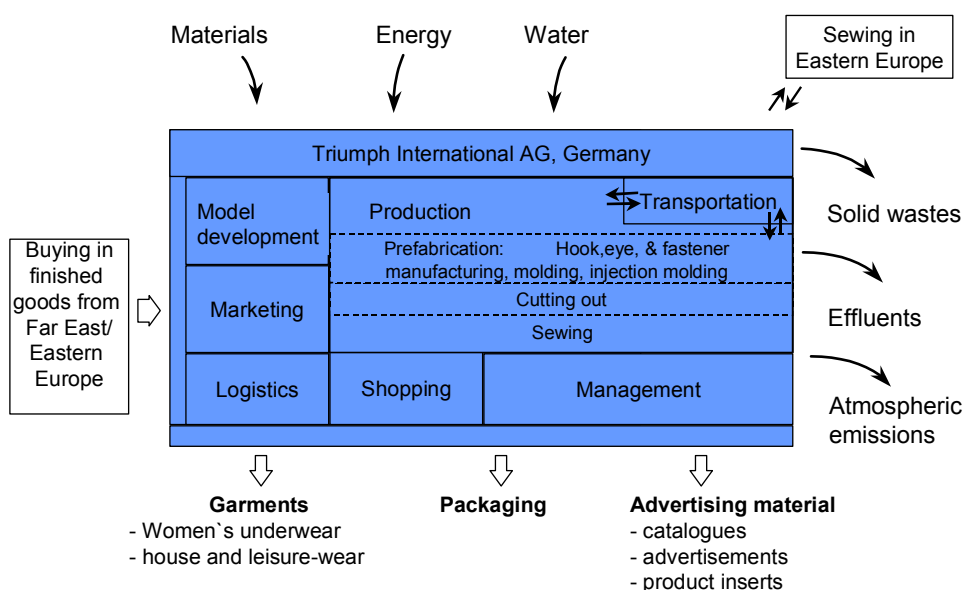 Materials
Energy
Water
Sewing in
Eastern Europe
Triumph International AG, Germany
Model
development
Production
Transportation
Solid wastes
Buying in
finished
goods from
Far East/
Eastern
Europe
Prefabrication: Hook,eye, & fastener
manufacturing, molding, injection molding
Marketing
Cutting out
Effluents
Sewing
Logistics
Shopping
Management
Atmospheric
emissions
Garments
- Women`s underwear
- house and leisure-wear
Packaging
Advertising material
- catalogues
- advertisements
- product inserts